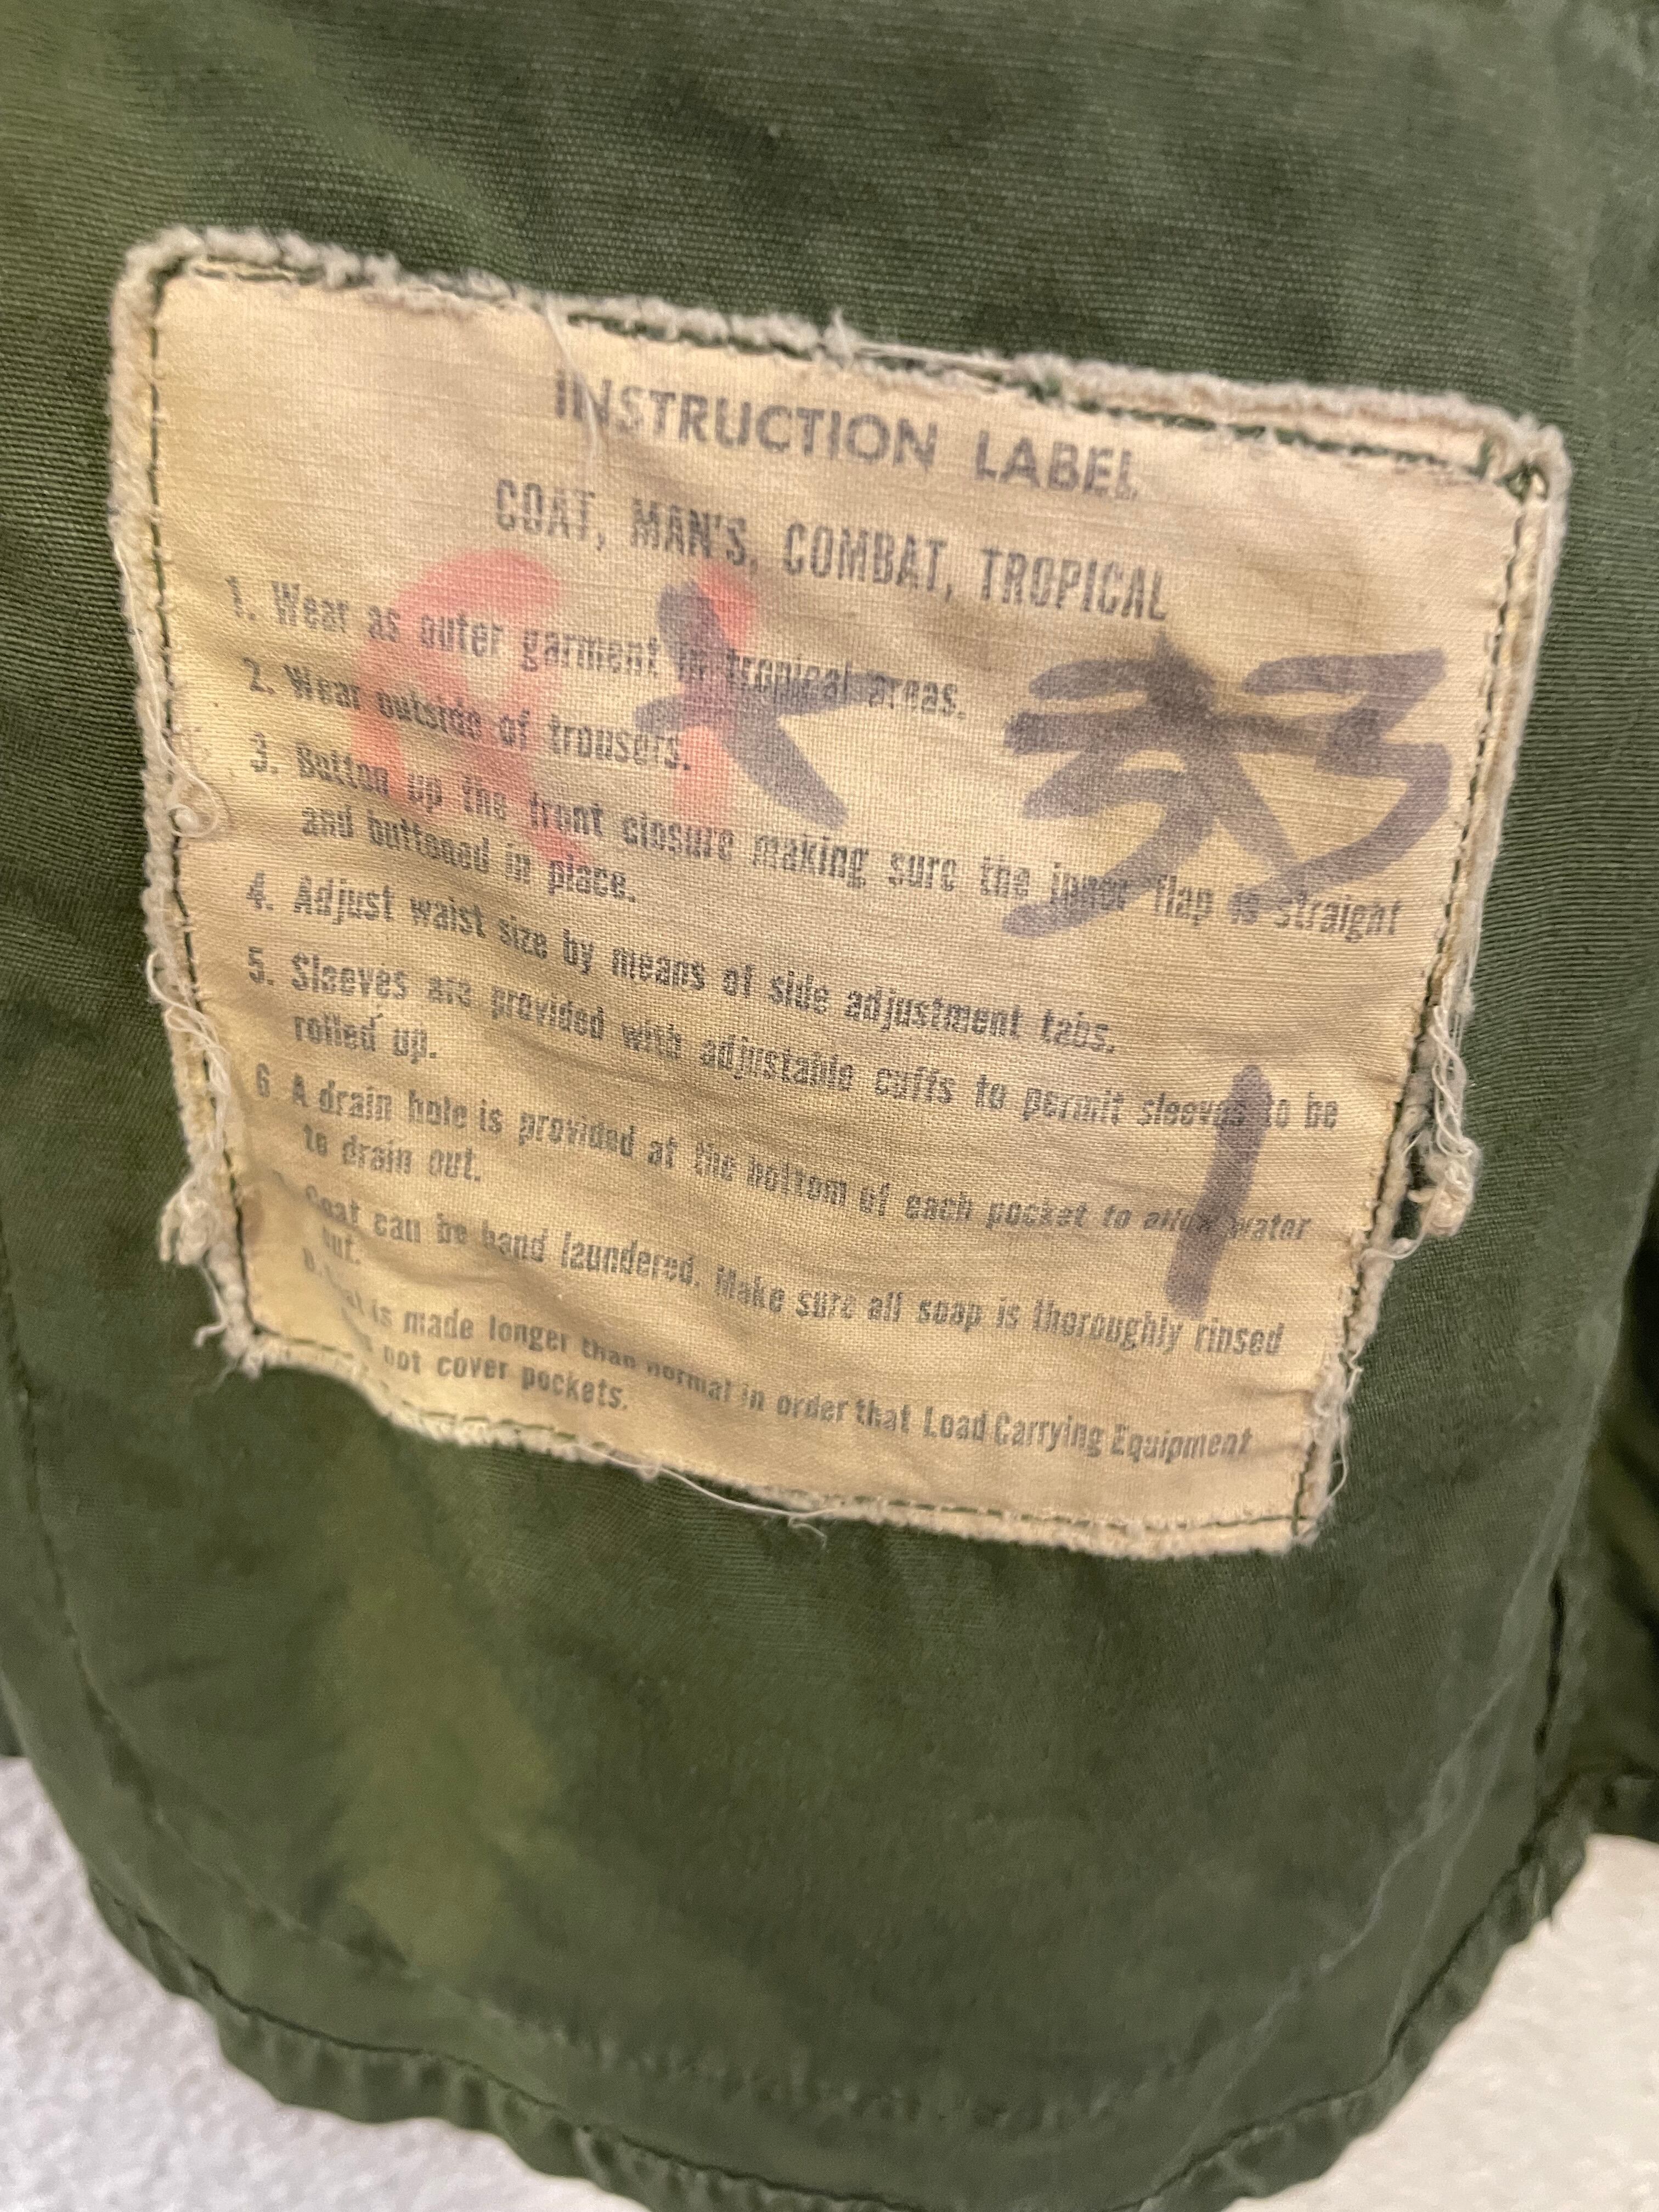 INSTRUCTION LABEL
COAT, MAN'S, COMBAT, TROPICAL
1. Wear as outer garment in tropical areas.
2. Wear outside of trousers.
3. Button up the front closure making sure the inner flap is straight
and buttoned in place.
4. Adjust waist size by means of side adjustment tabs.
5. Sleeves are provided with adjustable cuffs to permit sleeves to be
rolled up.
6 A drain hole is provided at the bottom of each pocket to allow water
to drain out.
Coat can be hand laundered. Make sure all soap is thoroughly rinsed
out.
8. is made longer than normal in order that Load Carrying Equipment
not cover pockets.